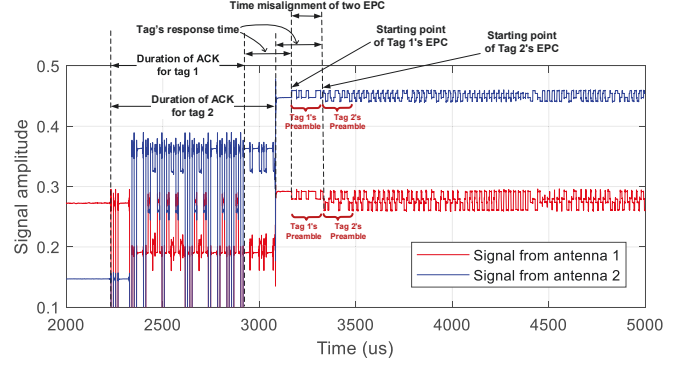 Time misalignment of two EPC
Tag's response time
Starting point
of Tag 1's EPC
Starting point
of Tag 2's EPC
Duration of ACK
for tag 1
Duration of ACK
for tag 2
Tag 1's
Preamble
Tag 2's
Preamble
Tag 1's
Preamble
Tag 2's
Preamble
Signal amplitude
0.5
0.4
0.3
0.2
0.1
Signal from antenna 1
Signal from antenna 2
2000 2500 3000 3500 4000 4500 5000
Time (us)